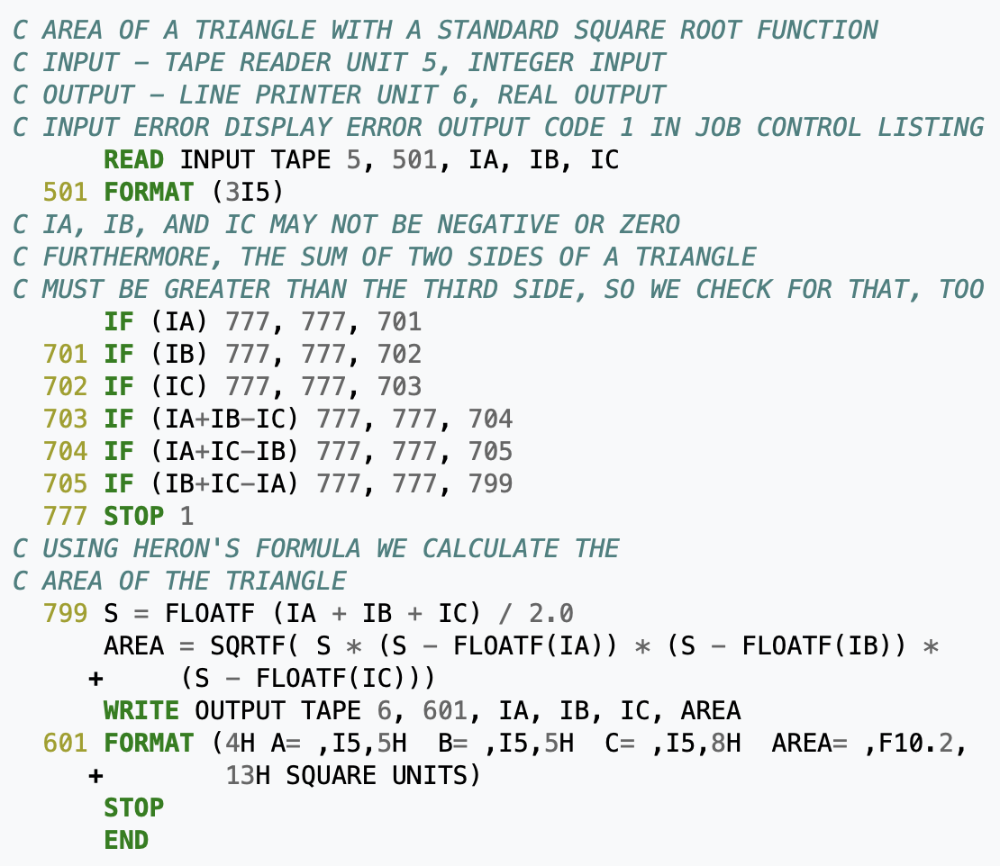 C AREA OF A TRIANGLE WITH A STANDARD SQUARE ROOT FUNCTION
C INPUT - TAPE READER UNIT 5, INTEGER INPUT
C OUTPUT - LINE PRINTER UNIT 6, REAL OUTPUT
C INPUT ERROR DISPLAY ERROR OUTPUT CODE 1 IN JOB CONTROL LISTING
      READ INPUT TAPE 5, 501, IA, IB, IC
  501 FORMAT (3I5)
C IA, IB, AND IC MAY NOT BE NEGATIVE OR ZERO
C FURTHERMORE, THE SUM OF TWO SIDES OF A TRIANGLE
C MUST BE GREATER THAN THE THIRD SIDE, SO WE CHECK FOR THAT, TOO
      IF (IA) 777, 777, 701
  701 IF (IB) 777, 777, 702
  702 IF (IC) 777, 777, 703
  703 IF (IA+IB-IC) 777, 777, 704
  704 IF (IA+IC-IB) 777, 777, 705
  705 IF (IB+IC-IA) 777, 777, 799
  777 STOP 1
C USING HERON'S FORMULA WE CALCULATE THE
C AREA OF THE TRIANGLE
  799 S = FLOATF (IA + IB + IC) / 2.0
      AREA = SQRTF( S * (S - FLOATF(IA)) * (S - FLOATF(IB)) *
     +     (S - FLOATF(IC)))
      WRITE OUTPUT TAPE 6, 601, IA, IB, IC, AREA
  601 FORMAT (4H A= ,I5,5H  B= ,I5,5H  C= ,I5,8H  AREA= ,F10.2,
     +        13H SQUARE UNITS)
      STOP
      END